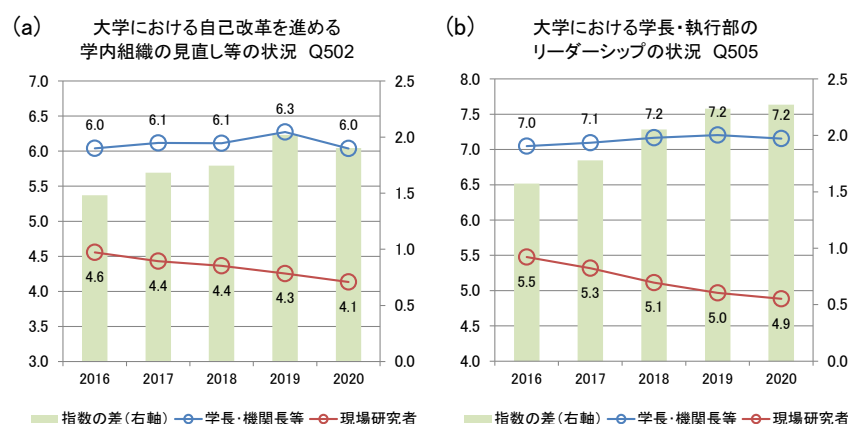 (a)
大学における自己改革を進める
学内組織の見直し等の状況 Q502
7.0
6.5
6.0
5.5
5.0
4.5
4.0
3.5
3.0
2.5
2.0
1.5
1.0
0.5
0.0
6.0 6.1 6.1 6.3 6.0
4.6 4.4 4.4 4.3 4.1
2016 2017 2018 2019 2020
指数の差(右軸) 学長・機関長等 現場研究者
(b)
大学における学長・執行部の
リーダーシップの状況 Q505
8.0
7.5
7.0
6.5
6.0
5.5
5.0
4.5
4.0
2.5
2.0
1.5
1.0
0.5
0.0
7.0 7.1 7.2 7.2 7.2
5.5 5.3 5.1 5.0 4.9
2016 2017 2018 2019 2020
指数の差(右軸) 学長・機関長等 現場研究者